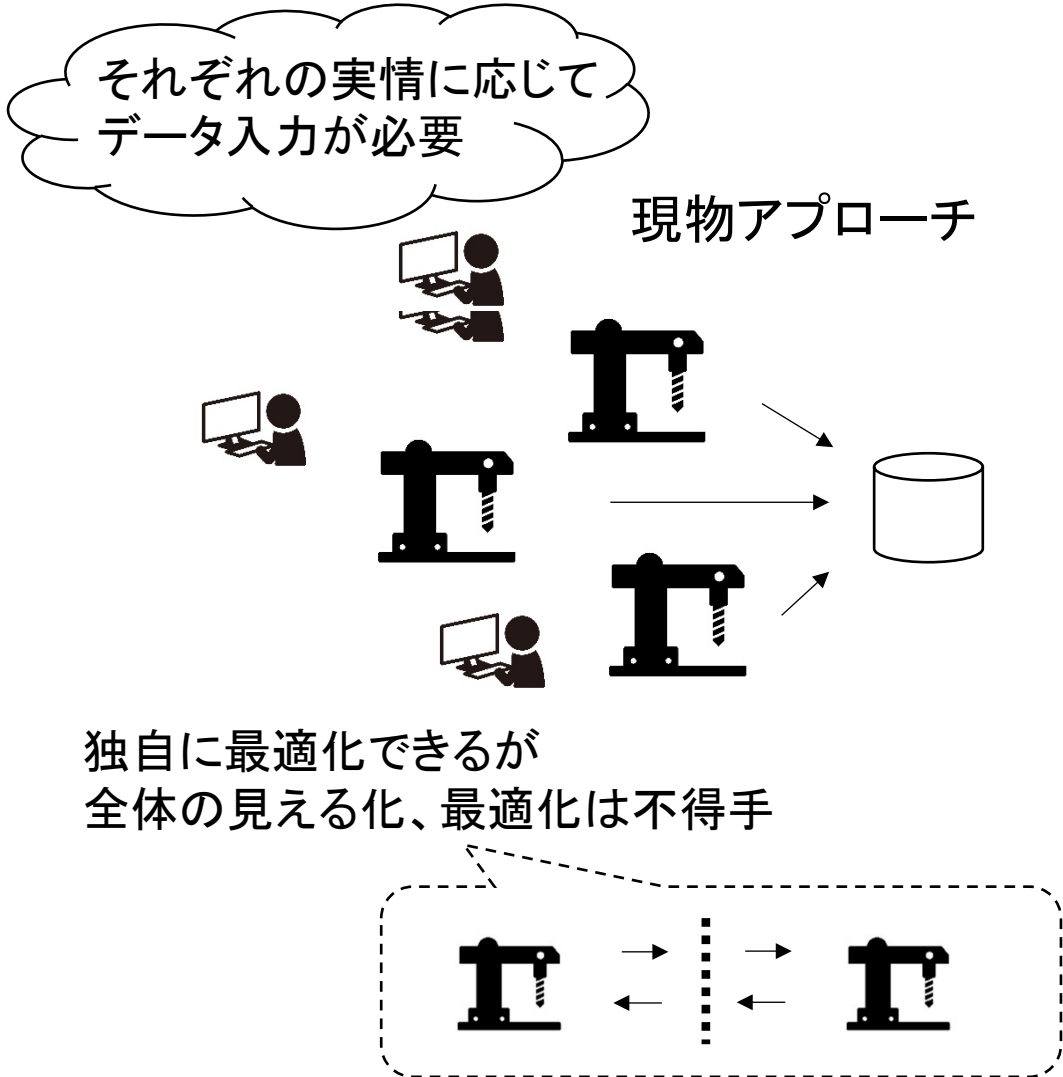 それぞれの実情に応じて
データ入力が必要
現物アプローチ
独自に最適化できるが
全体の見える化、最適化は不得手